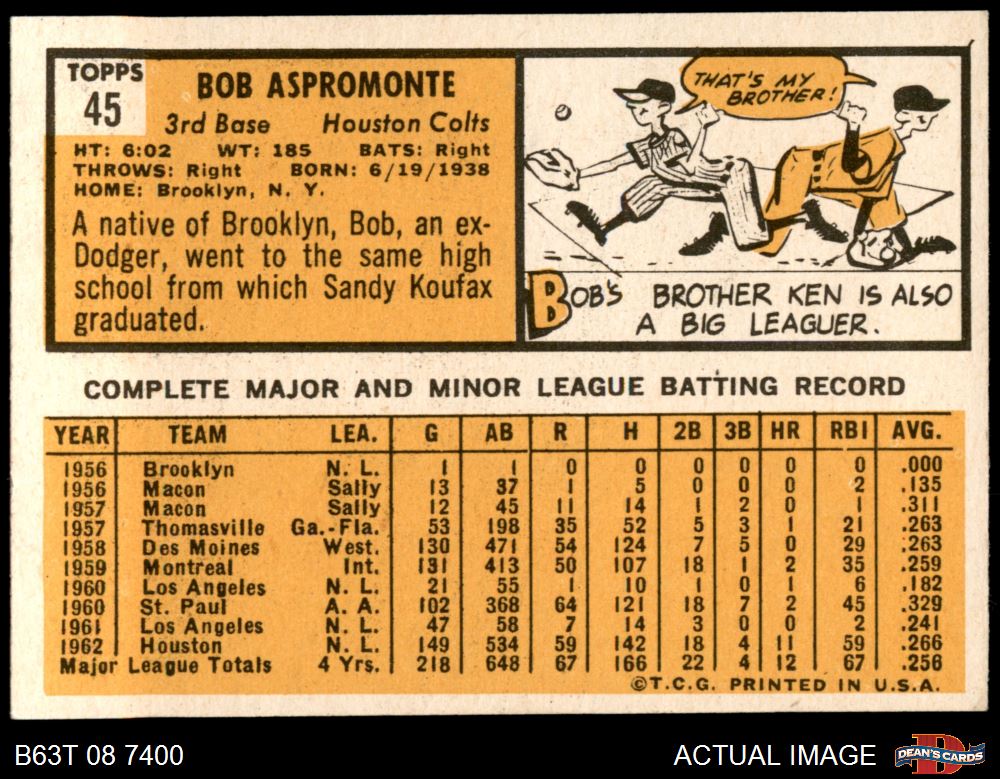 TOPPS
45
BOB ASPROMONTE
3rd Base Houston Colts
HT: 6:02 WT: 185 BATS: Right
THROWS: Right BORN: 6/19/1938
HOME: Brooklyn, N. Y.
A native of Brooklyn, Bob, an ex-
Dodger, went to the same high
school from which Sandy Koufax
graduated.
THAT'S MY
BROTHER!
BOB'S BROTHER KEN IS ALSO
A BIG LEAGUER.
COMPLETE MAJOR AND MINOR LEAGUE BATTING RECORD
YEAR TEAM LEA. G AB R H 2B 3B HR RBI AVG.
1956 Brooklyn N. L. 1 1 0 0 0 0 0 0 .000
1956 Macon Sally 13 37 1 5 0 0 0 2 .135
1957 Macon Sally 12 45 11 14 1 2 0 1 .311
1957 Thomasville Ga.-Fla. 53 198 35 52 5 3 1 21 .263
1958 Des Moines West. 130 471 54 124 7 5 0 29 .263
1959 Montreal Int. 131 413 50 107 18 1 2 35 .259
1960 Los Angeles N. L. 21 55 1 10 1 0 1 6 .182
1960 St. Paul A. A. 102 368 64 121 18 7 2 45 .329
1961 Los Angeles N. L. 47 58 7 14 3 0 0 2 .241
1962 Houston N. L. 149 534 59 142 18 4 11 59 .266
Major League Totals 4 Yrs. 218 648 67 166 22 4 12 67 .256
©T.C.G. PRINTED IN U.S.A.
B63T 08 7400
ACTUAL IMAGE
D
DEAN'S CARDS